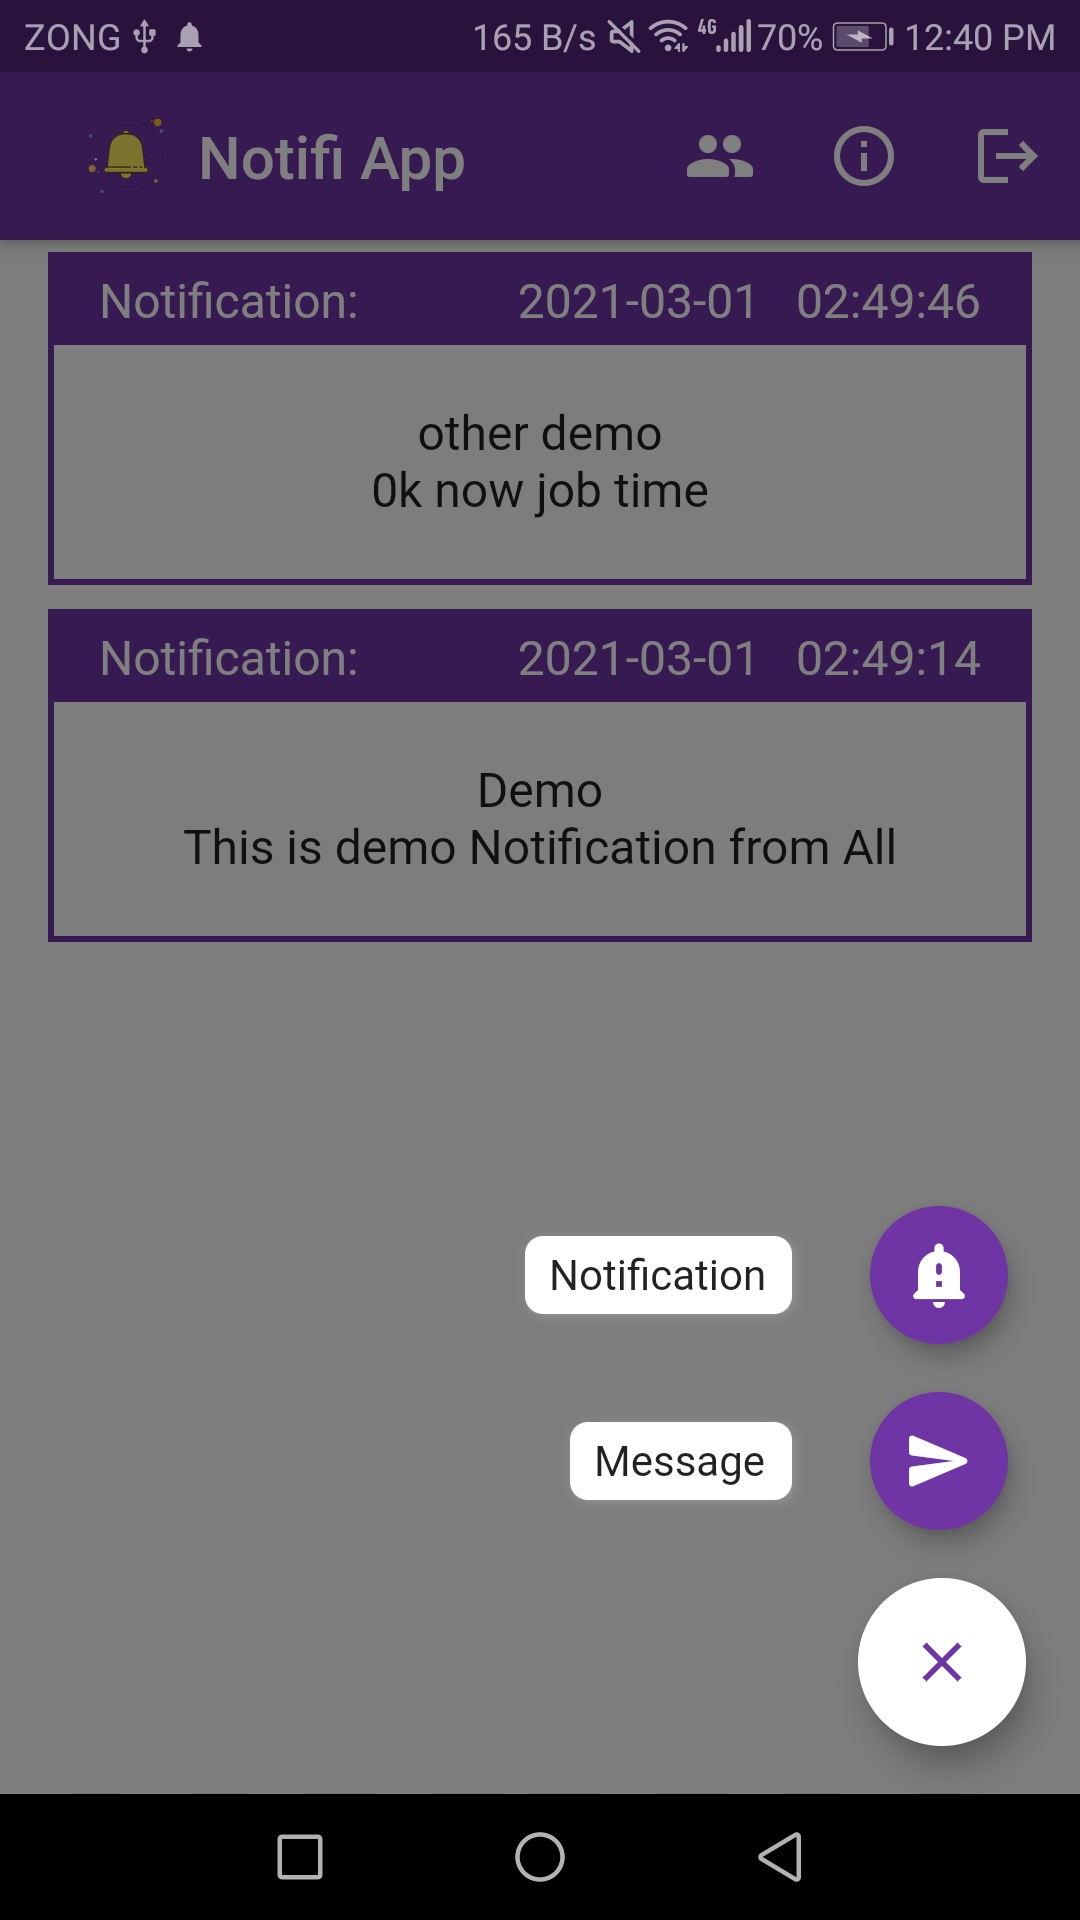 ZONG 165 B/s 4G 70% 12:40 PM
Notifi App
Notification: 2021-03-01 02:49:46
other demo
0k now job time
Notification: 2021-03-01 02:49:14
Demo
This is demo Notification from All
Notification
Message